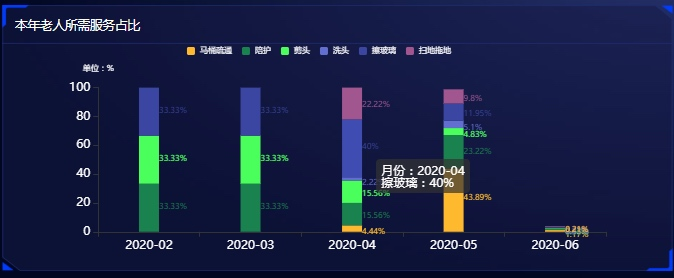 本年老人所需服务占比
马桶疏通 陪护 剪头 洗头 擦玻璃 扫地拖地
单位：%
100
80
60
40
20
0
33.33% 33.33% 33.33%
33.33% 33.33% 33.33%
22.22% 40% 15.56% 15.56% 4.44%
9.8% 11.95% 5.1% 4.83% 23.22% 43.89%
月份：2020-04
擦玻璃：40%
2020-02 2020-03 2020-04 2020-05 2020-06